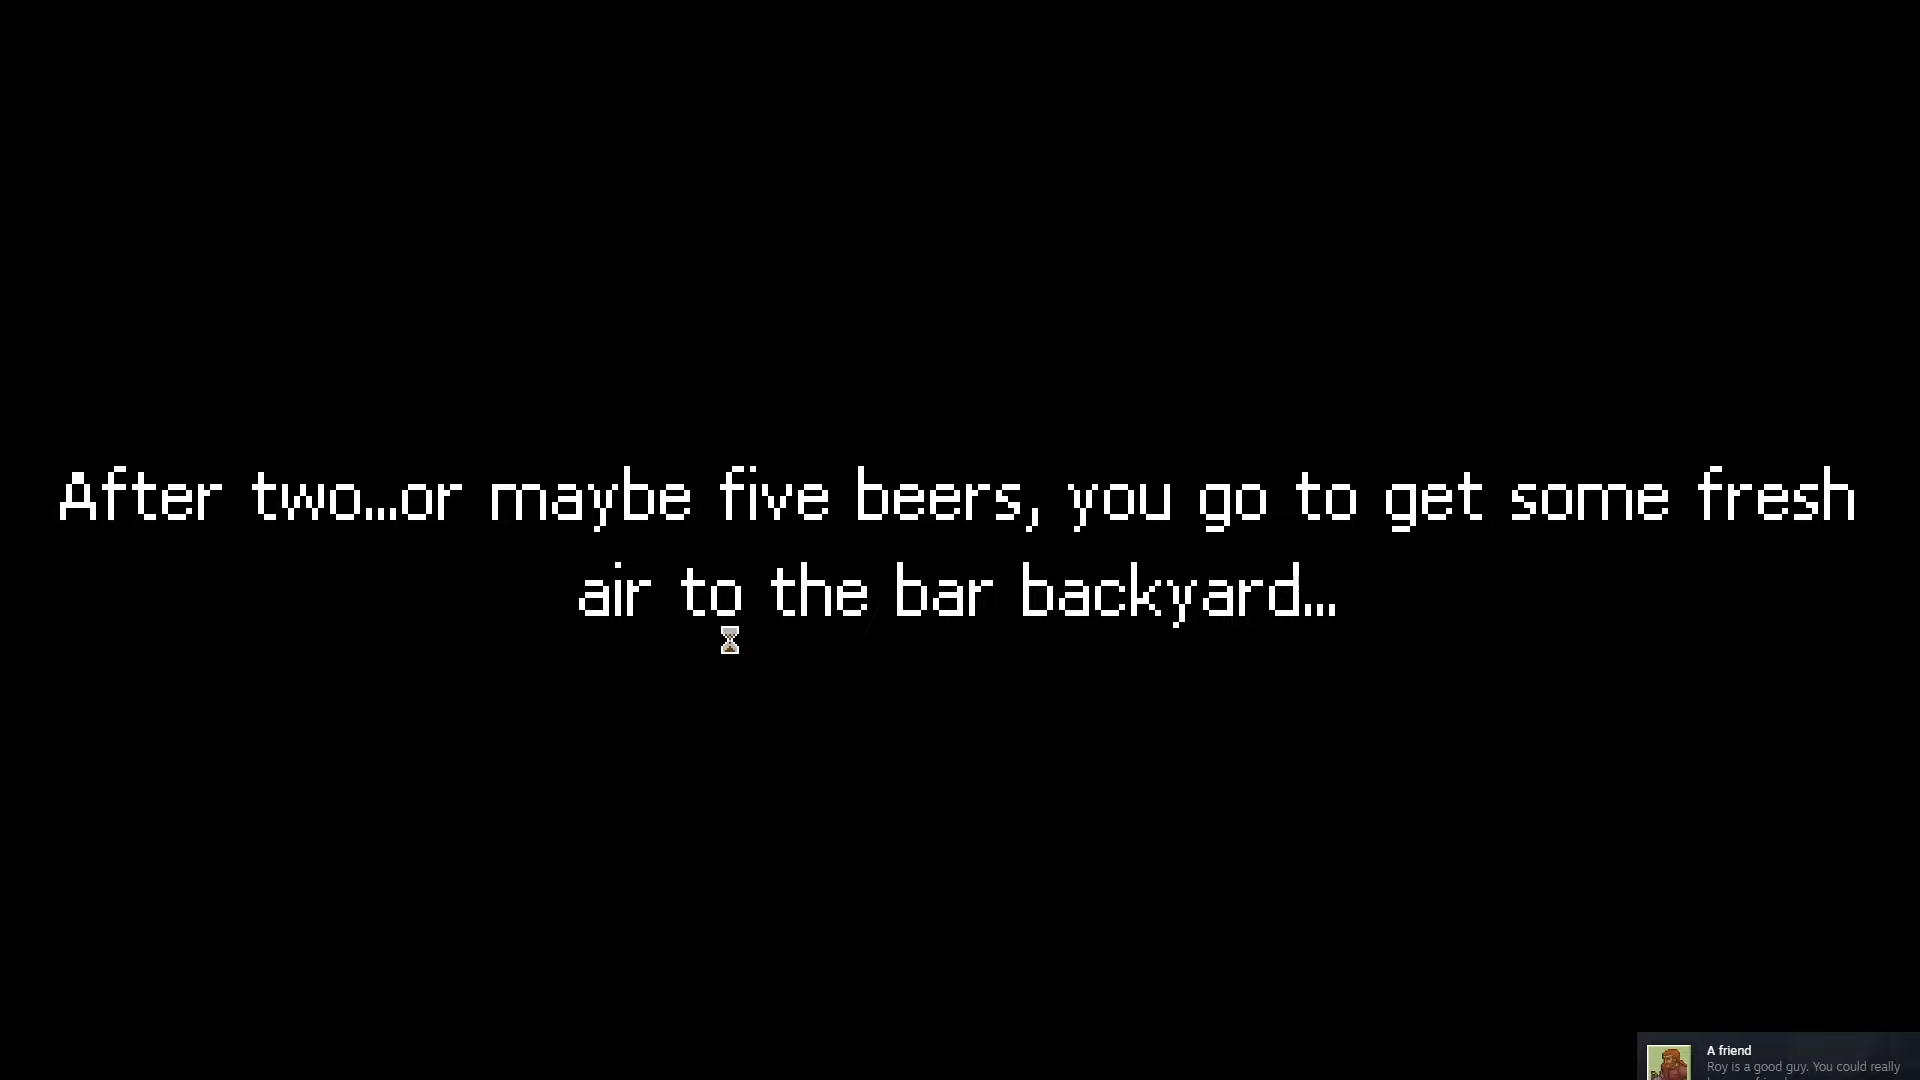 After two...or maybe five beers, you go to get some fresh
air to the bar backyard...
A friend
Roy is a good guy. You could really